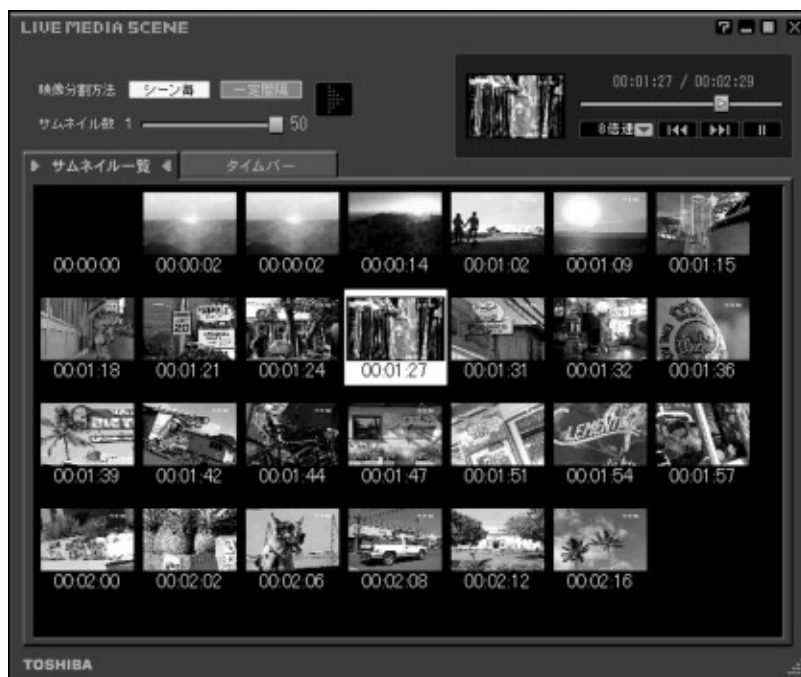 LIVE MEDIA SCENE
00:01:27 / 00:02:29
映像分割方法 シーン毎 一定間隔
サムネイル数 1 50
8倍速
サムネイル一覧 タイムバー
00:00:00 00:00:02 00:00:02 00:00:14 00:01:02 00:01:09 00:01:15
00:01:18 00:01:21 00:01:24 00:01:27 00:01:31 00:01:32 00:01:36
00:01:39 00:01:42 00:01:44 00:01:47 00:01:51 00:01:54 00:01:57
00:02:00 00:02:02 00:02:06 00:02:08 00:02:12 00:02:16
TOSHIBA